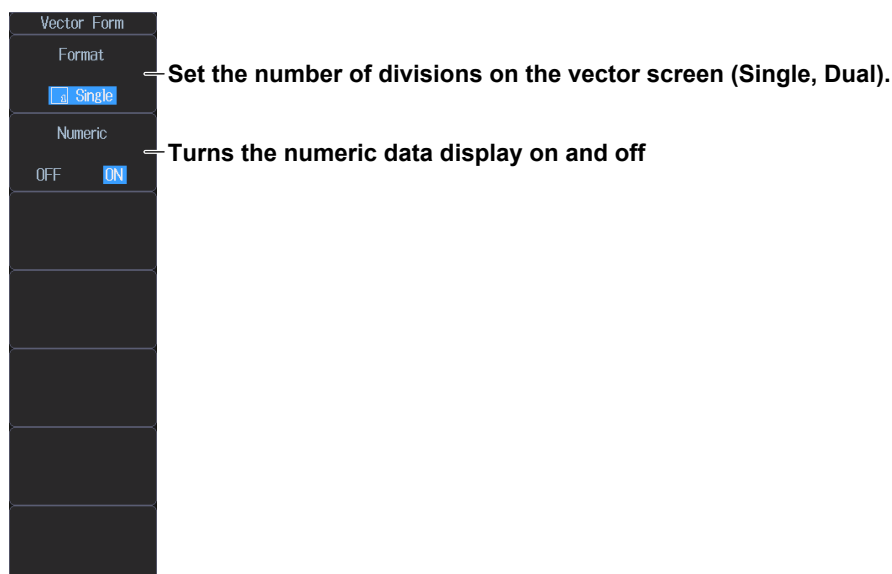 Vector Form
Format
Set the number of divisions on the vector screen (Single, Dual).
Single
Numeric
Turns the numeric data display on and off
OFF ON